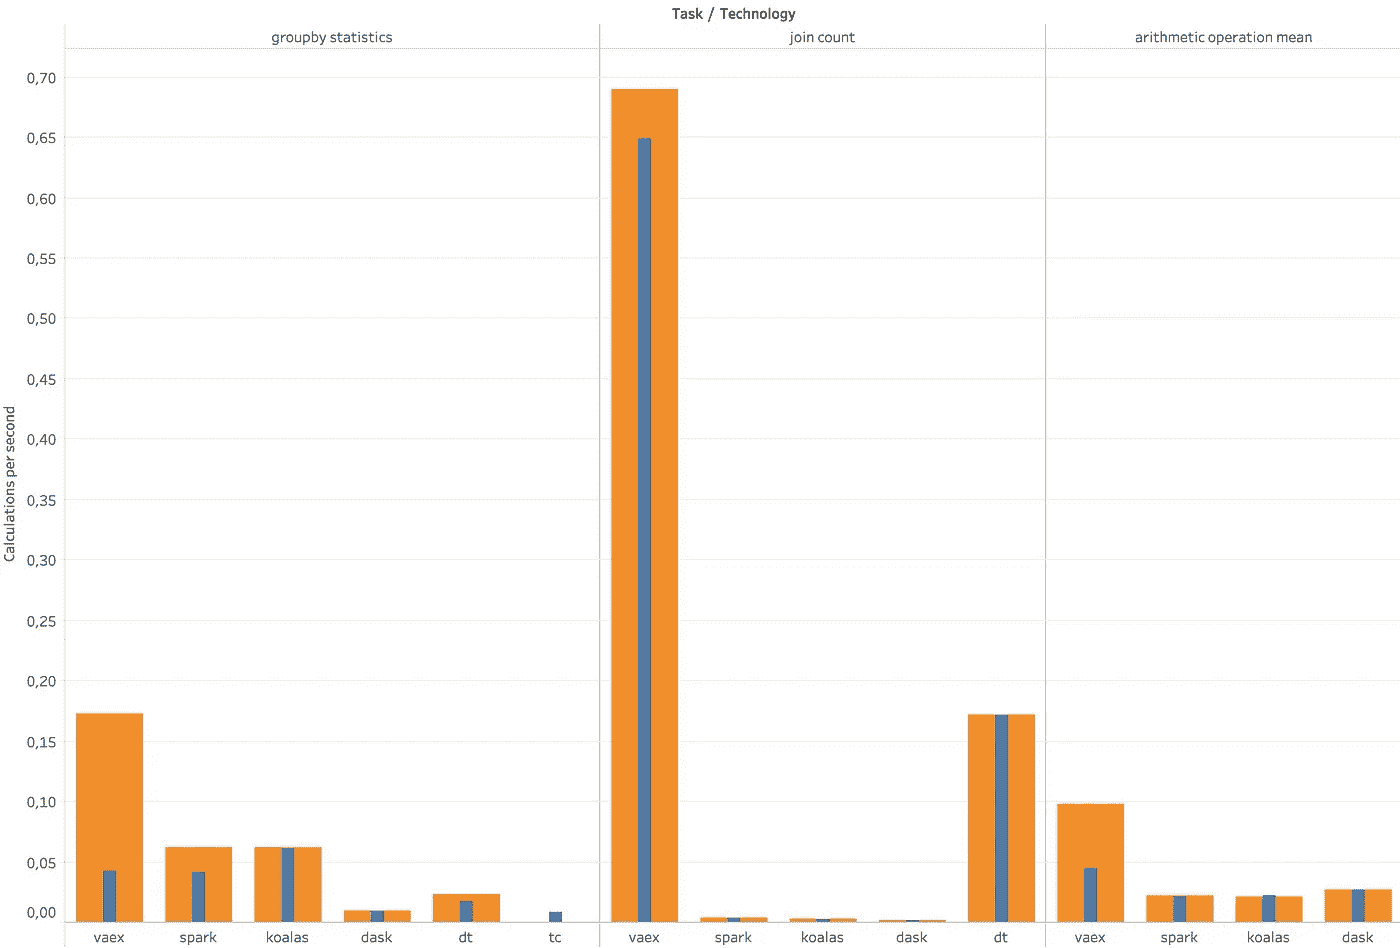 Task / Technology
groupby statistics
join count
arithmetic operation mean
Calculations per second
0,70
0,65
0,60
0,55
0,50
0,45
0,40
0,35
0,30
0,25
0,20
0,15
0,10
0,05
0,00
vaex spark koalas dask dt tc vaex spark koalas dask dt vaex spark koalas dask